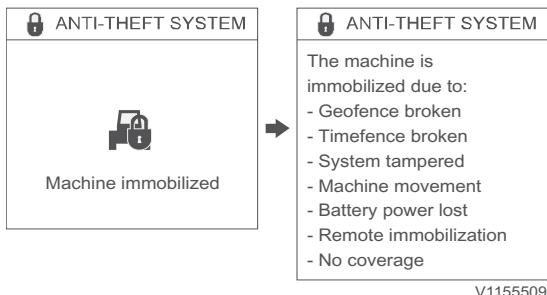 ANTI-THEFT SYSTEM
Machine immobilized
ANTI-THEFT SYSTEM
The machine is
immobilized due to:
- Geofence broken
- Timefence broken
- System tampered
- Machine movement
- Battery power lost
- Remote immobilization
- No coverage
V1155509